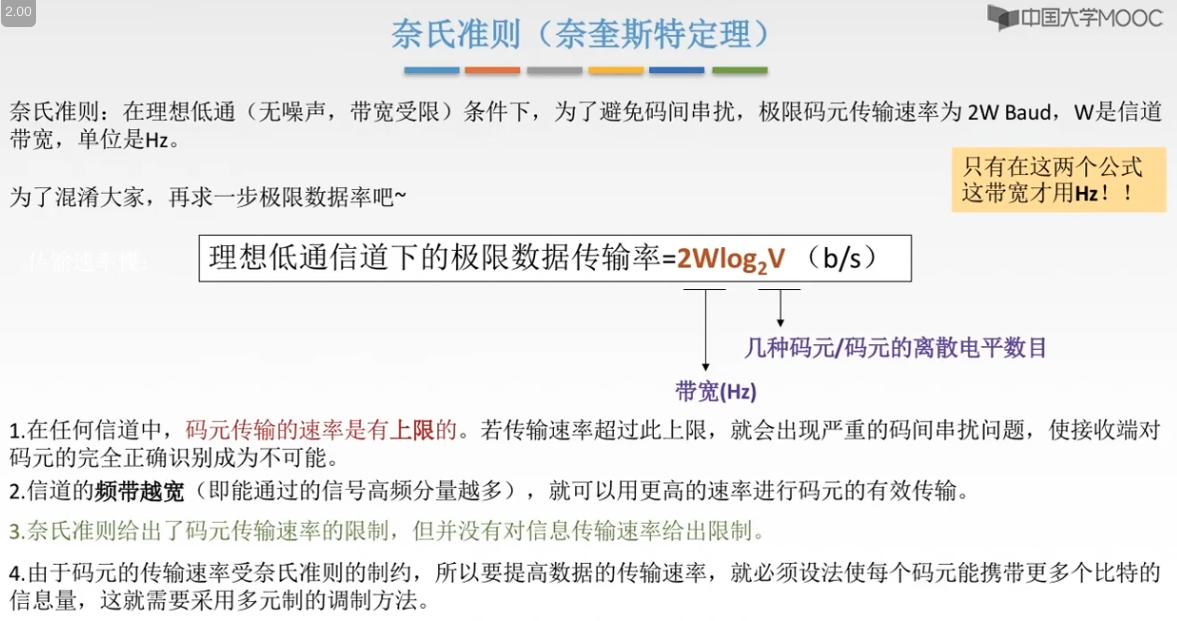 2.00
中国大学MOOC
奈氏准则（奈奎斯特定理）
奈氏准则：在理想低通（无噪声，带宽受限）条件下，为了避免码间串扰，极限码元传输速率为 2W Baud，W是信道
带宽，单位是Hz。
只有在这两个公式
这带宽才用Hz！！
为了混淆大家，再求一步极限数据率吧~
理想低通信道下的极限数据传输率=2Wlog₂V （b/s）
几种码元/码元的离散电平数目
带宽(Hz)
1.在任何信道中，码元传输的速率是有上限的。若传输速率超过此上限，就会出现严重的码间串扰问题，使接收端对
码元的完全正确识别成为不可能。
2.信道的频带越宽（即能通过的信号高频分量越多），就可以用更高的速率进行码元的有效传输。
3.奈氏准则给出了码元传输速率的限制，但并没有对信息传输速率给出限制。
4.由于码元的传输速率受奈氏准则的制约，所以要提高数据的传输速率，就必须设法使每个码元能携带更多个比特的
信息量，这就需要采用多元制的调制方法。